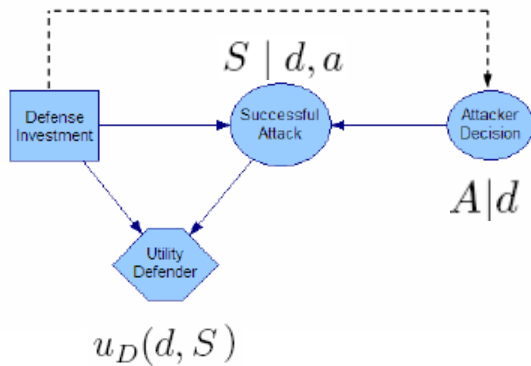 S | d, a
Defense
Investment
Successful
Attack
Attacker
Decision
A|d
Utility
Defender
u_D(d, S)